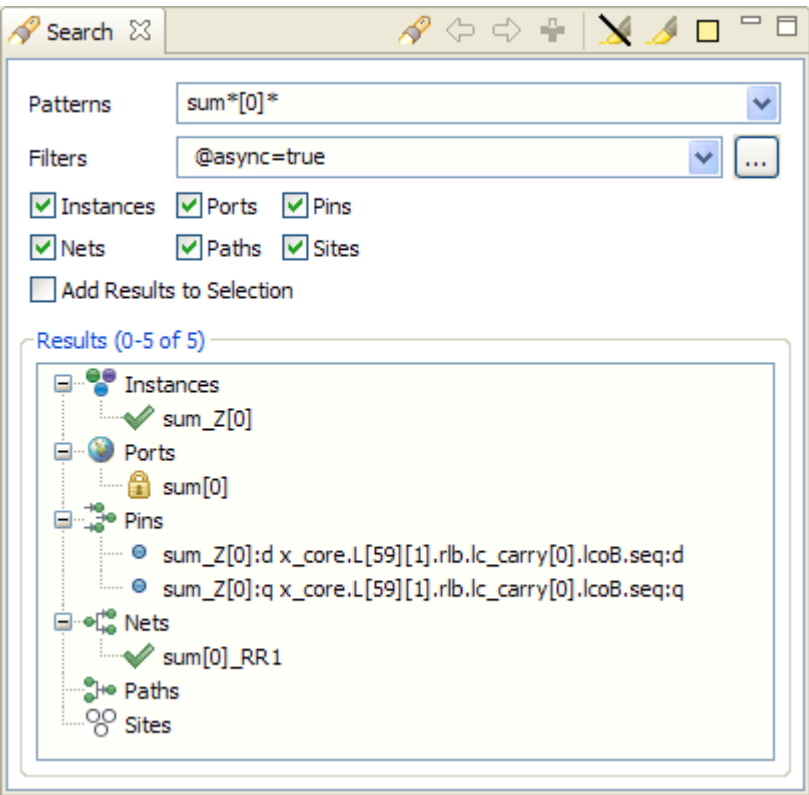 Search
Patterns sum*[0]*
Filters @async=true ...
Instances Ports Pins
Nets Paths Sites
Add Results to Selection
Results (0-5 of 5)
Instances
sum_Z[0]
Ports
sum[0]
Pins
sum_Z[0]:d x_core.L[59][1].rlb.lc_carry[0].lcoB.seq:d
sum_Z[0]:q x_core.L[59][1].rlb.lc_carry[0].lcoB.seq:q
Nets
sum[0]_RR1
Paths
Sites